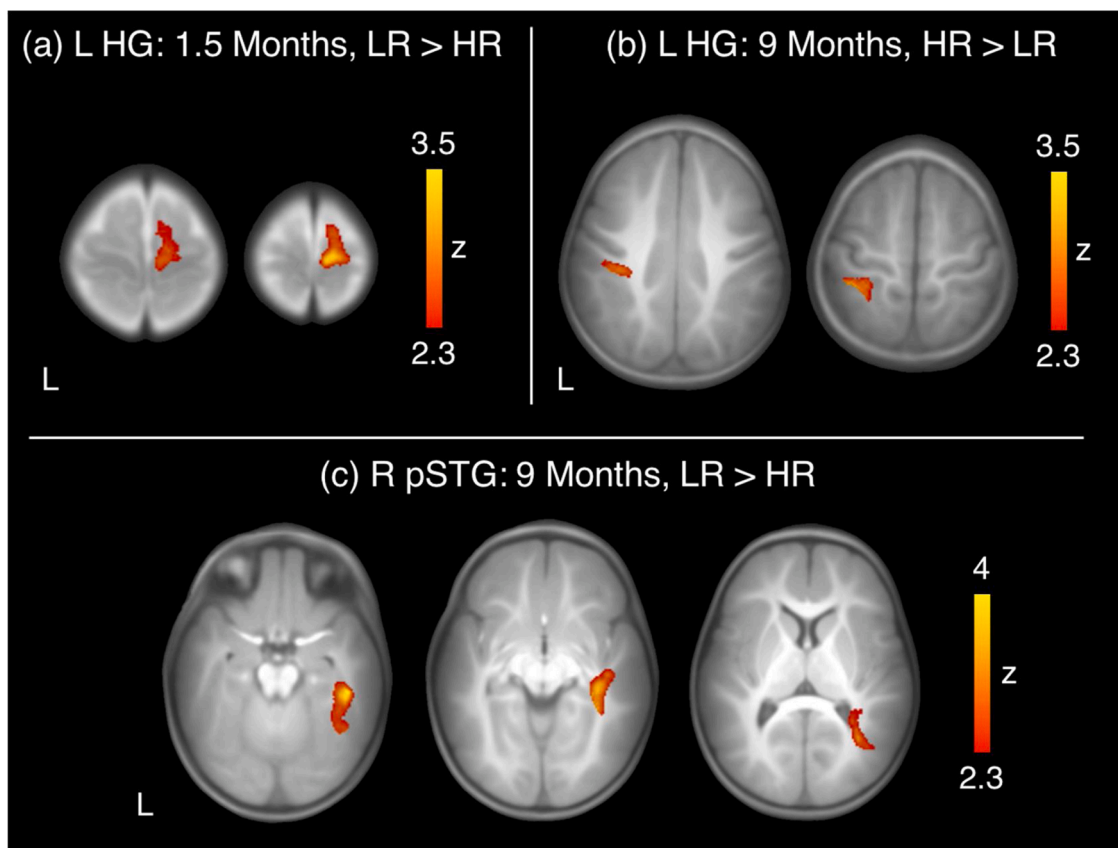 (a) L HG: 1.5 Months, LR > HR
3.5
z
2.3
L
(b) L HG: 9 Months, HR > LR
3.5
z
2.3
L
(c) R pSTG: 9 Months, LR > HR
4
z
2.3
L